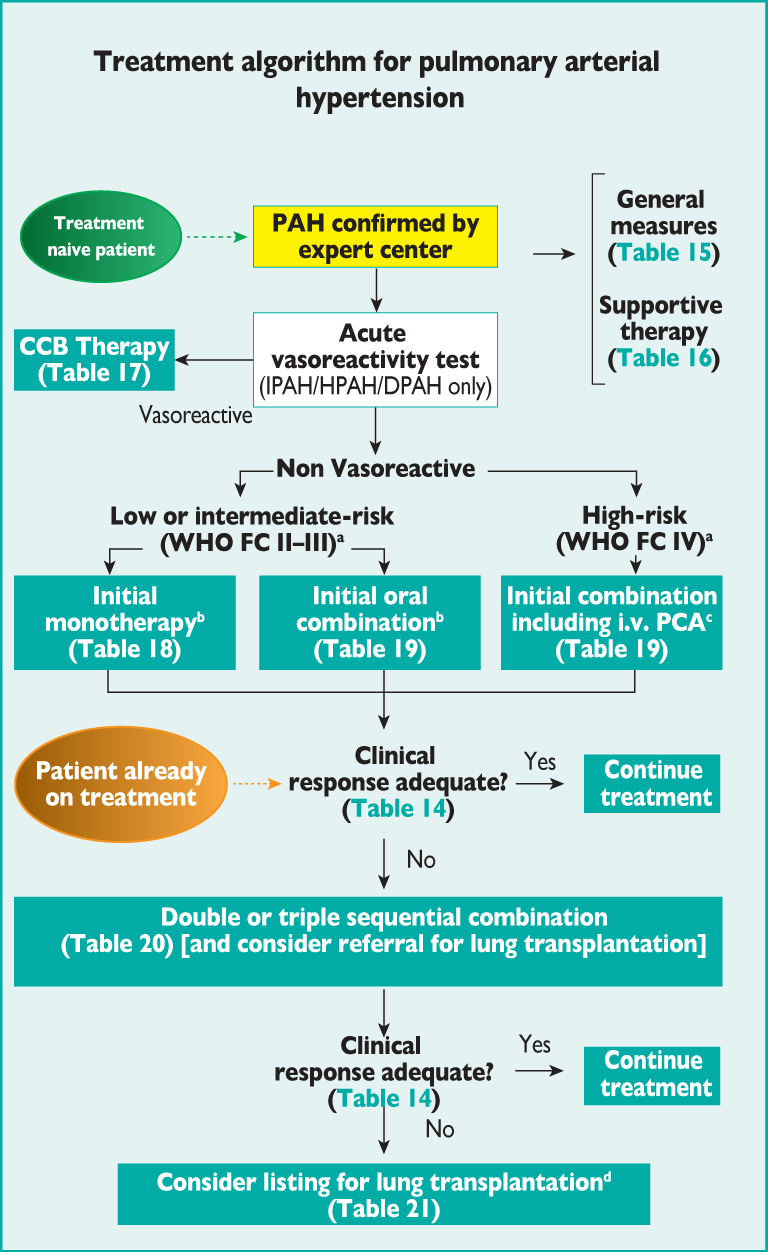 Treatment algorithm for pulmonary arterial
hypertension
Treatment
naive patient
PAH confirmed by
expert center
General
measures
(Table 15)
Supportive
therapy
(Table 16)
CCB Therapy
(Table 17)
Acute
vasoreactivity test
(IPAH/HPAH/DPAH only)
Vasoreactive
Non Vasoreactive
Low or intermediate-risk
(WHO FC II–III)a
High-risk
(WHO FC IV)a
Initial
monotherapyb
(Table 18)
Initial oral
combinationb
(Table 19)
Initial combination
including i.v. PCAc
(Table 19)
Patient already
on treatment
Clinical
response adequate?
(Table 14)
Yes
Continue
treatment
No
Double or triple sequential combination
(Table 20) [and consider referral for lung transplantation]
Clinical
response adequate?
(Table 14)
Yes
Continue
treatment
No
Consider listing for lung transplantationd
(Table 21)